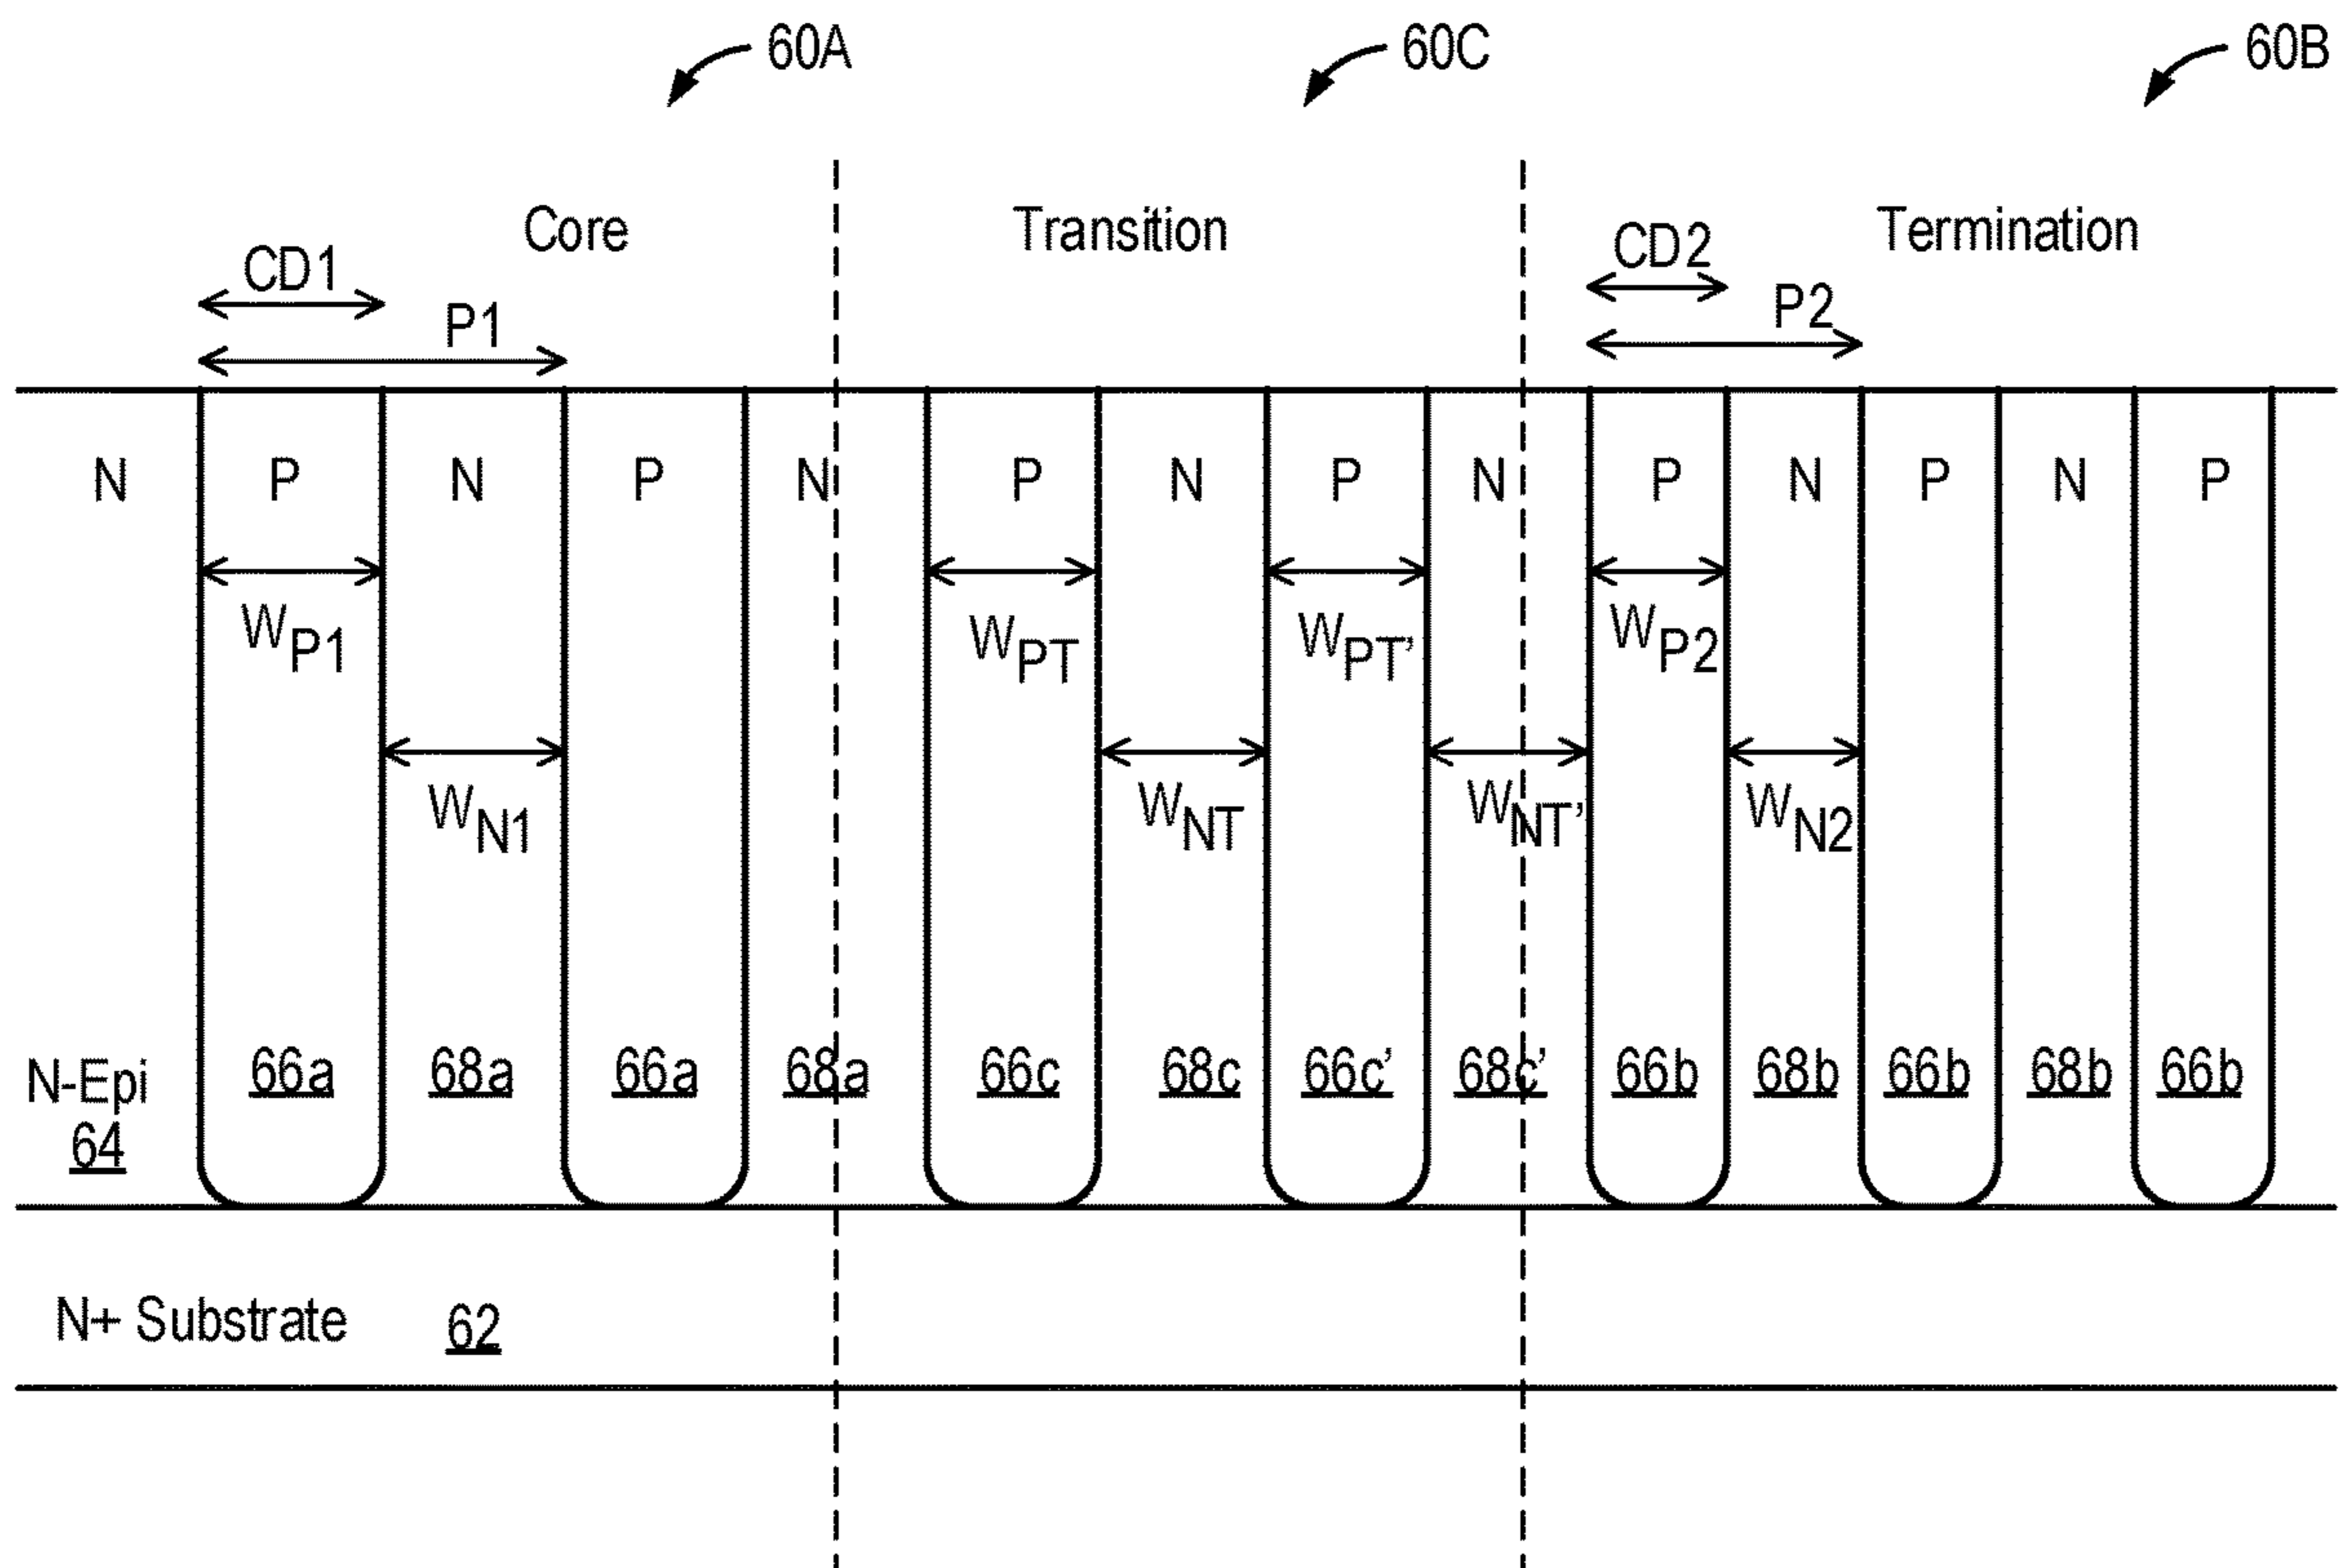 60A 60C 60B
Core Transition Termination
CD1 CD2
P1 P2
N P N P N P N P N P N P N P
WP1 WPT WPT' WP2
WN1 WNT WNT' WN2
N-Epi 66a 68a 66a 68a 66c 68c 66c' 68c' 66b 68b 66b 68b 66b
64
N+ Substrate 62